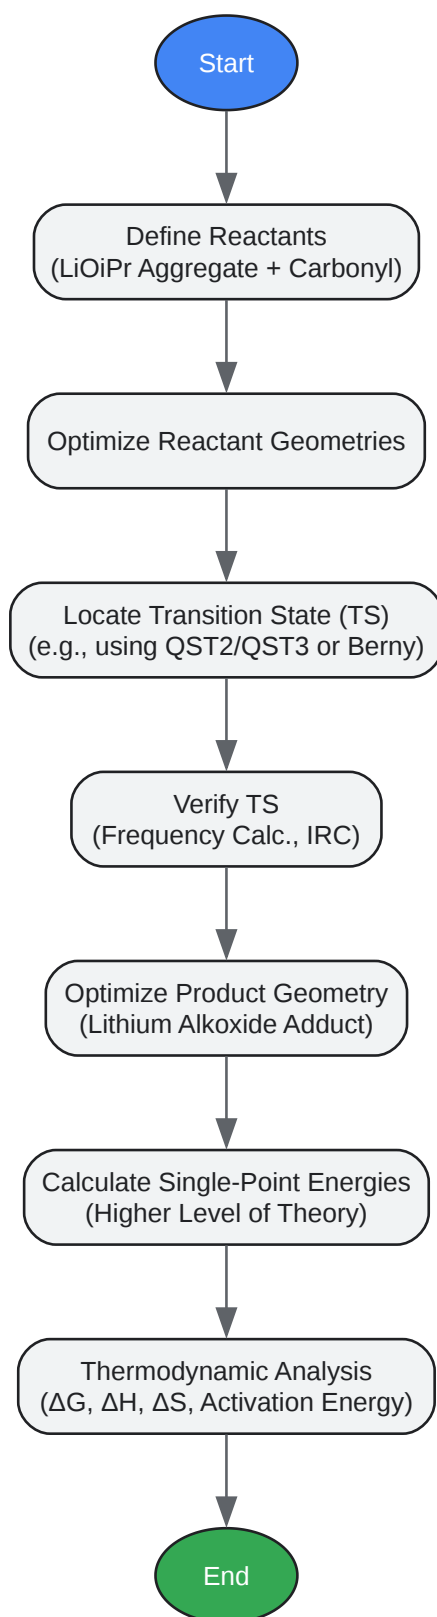 Start
Define Reactants
(LiOiPr Aggregate + Carbonyl)
Optimize Reactant Geometries
Locate Transition State (TS)
(e.g., using QST2/QST3 or Berny)
Verify TS
(Frequency Calc., IRC)
Optimize Product Geometry
(Lithium Alkoxide Adduct)
Calculate Single-Point Energies
(Higher Level of Theory)
Thermodynamic Analysis
(ΔG, ΔH, ΔS, Activation Energy)
End